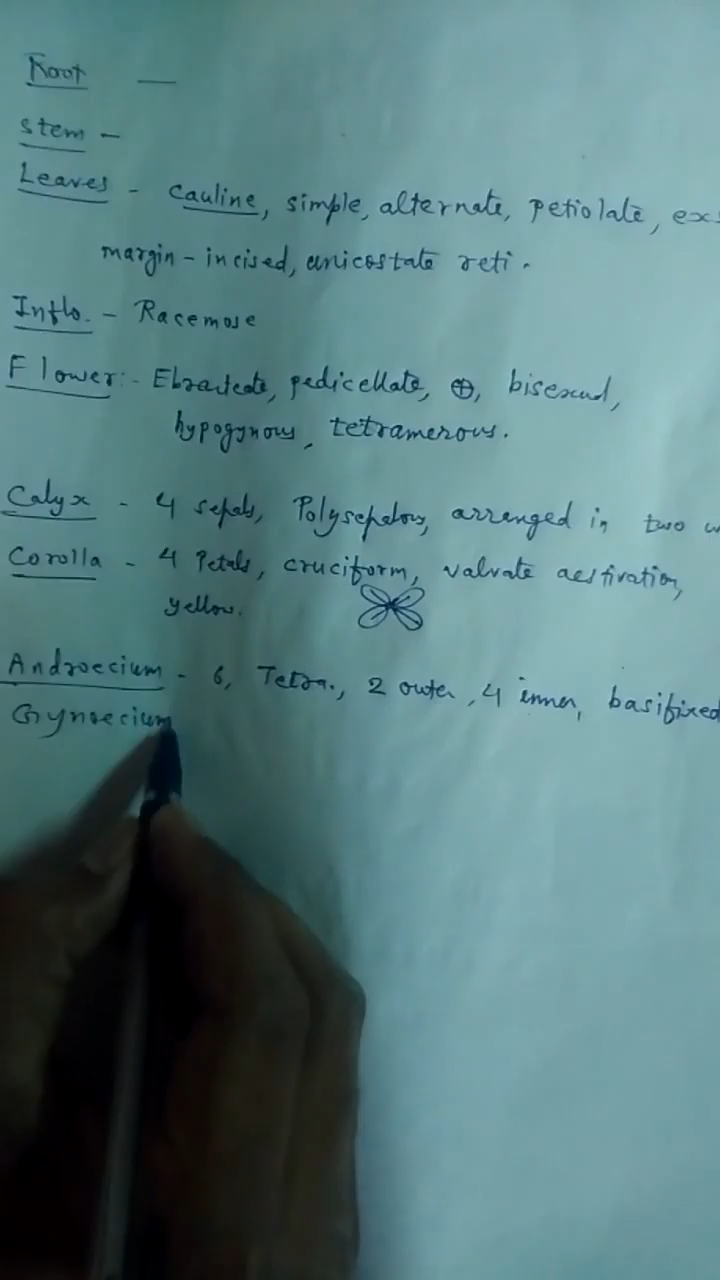 Root —
Stem -
Leaves - Cauline, simple, alternate, petiolate, exs
margin - incised, unicostate reti.
Inflo. - Racemose
Flower:- Ebracteate, pedicellate, ⊕, bisexual,
hypogynous, tetramerous.
Calyx - 4 sepals, Polysepalous, arranged in two w
Corolla - 4 Petals, cruciform, valvate aestivation,
yellow.
Androecium - 6, Tetra., 2 outer, 4 inner, basifixed
Gynoecium